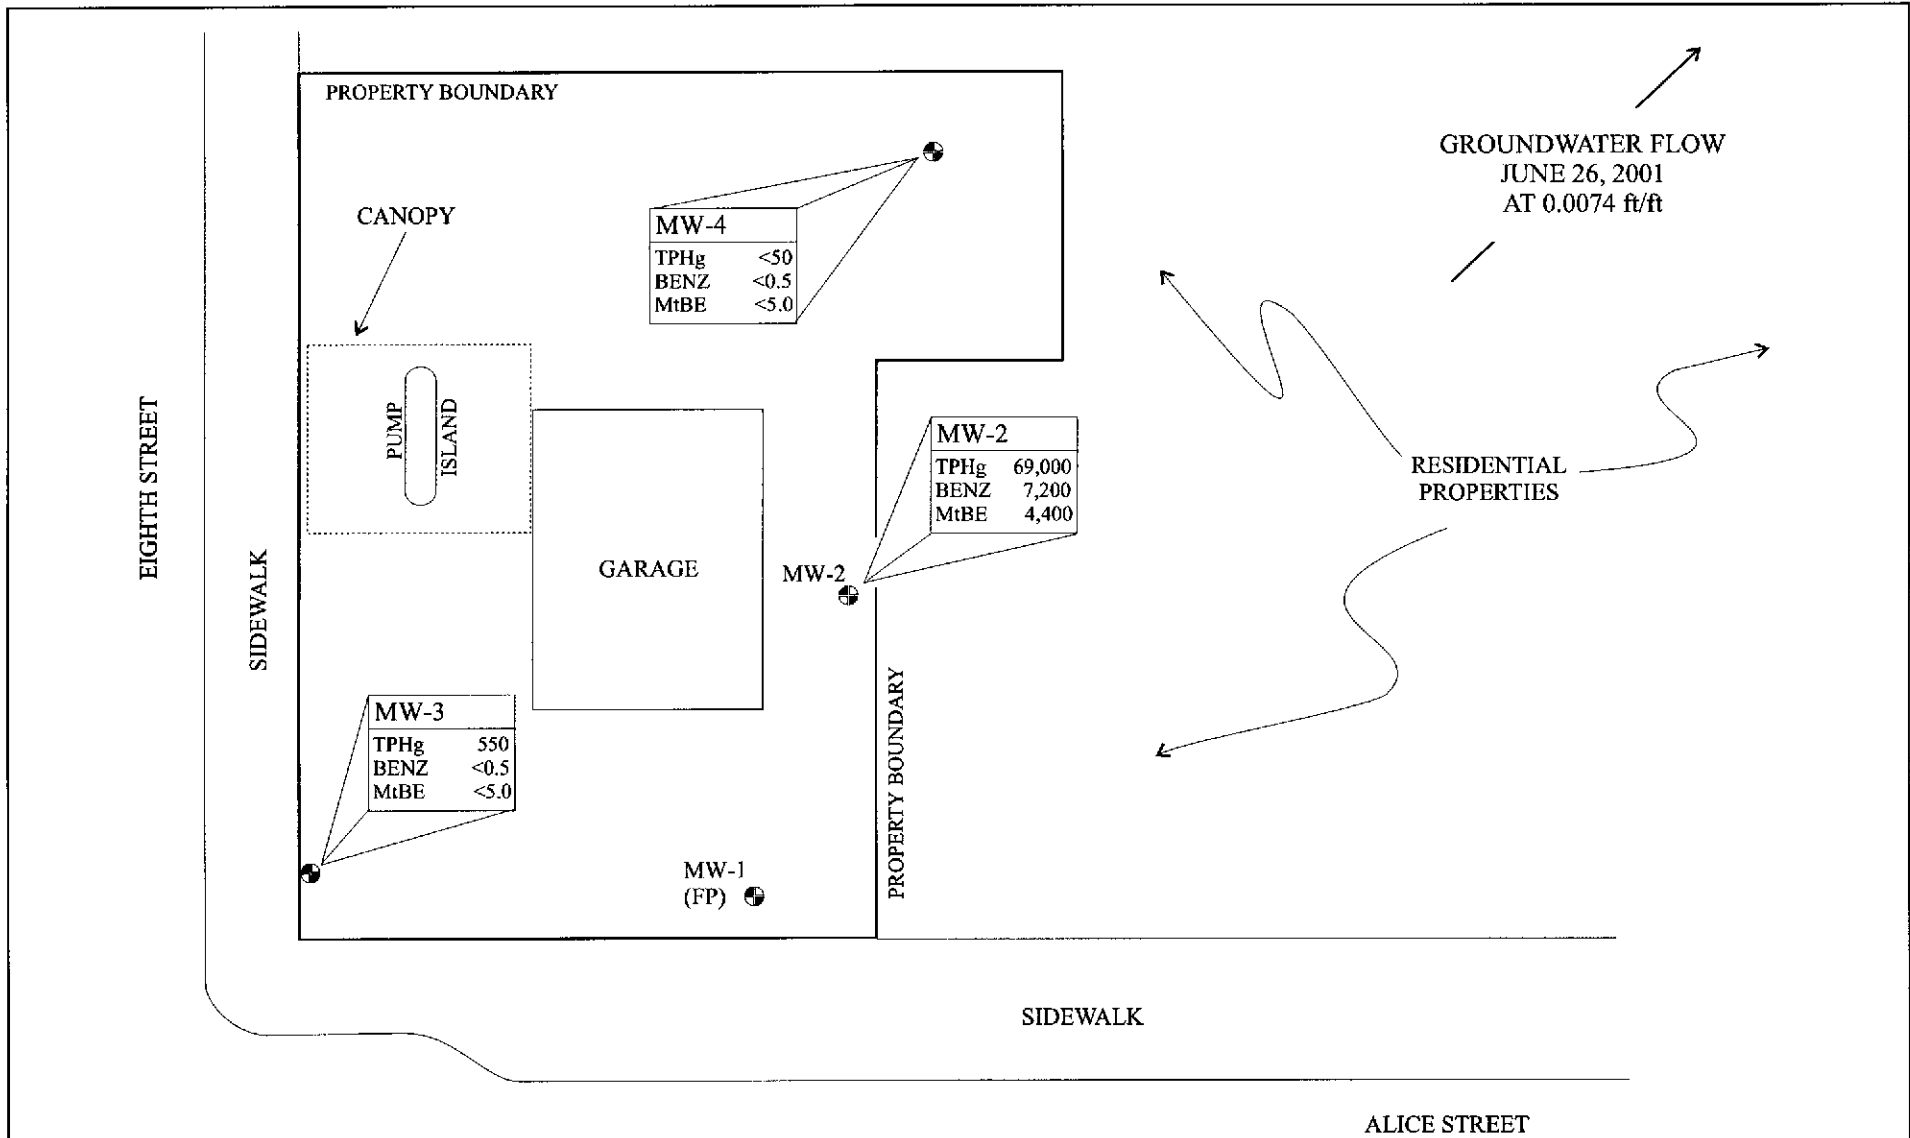 PROPERTY BOUNDARY
GROUNDWATER FLOW
JUNE 26, 2001
AT 0.0074 ft/ft
CANOPY
MW-4
TPHg <50
BENZ <0.5
MtBE <5.0
EIGHTH STREET
SIDEWALK
PUMP
ISLAND
GARAGE
MW-2
MW-2
TPHg 69,000
BENZ 7,200
MtBE 4,400
RESIDENTIAL
PROPERTIES
MW-3
TPHg 550
BENZ <0.5
MtBE <5.0
PROPERTY BOUNDARY
MW-1
(FP)
SIDEWALK
ALICE STREET